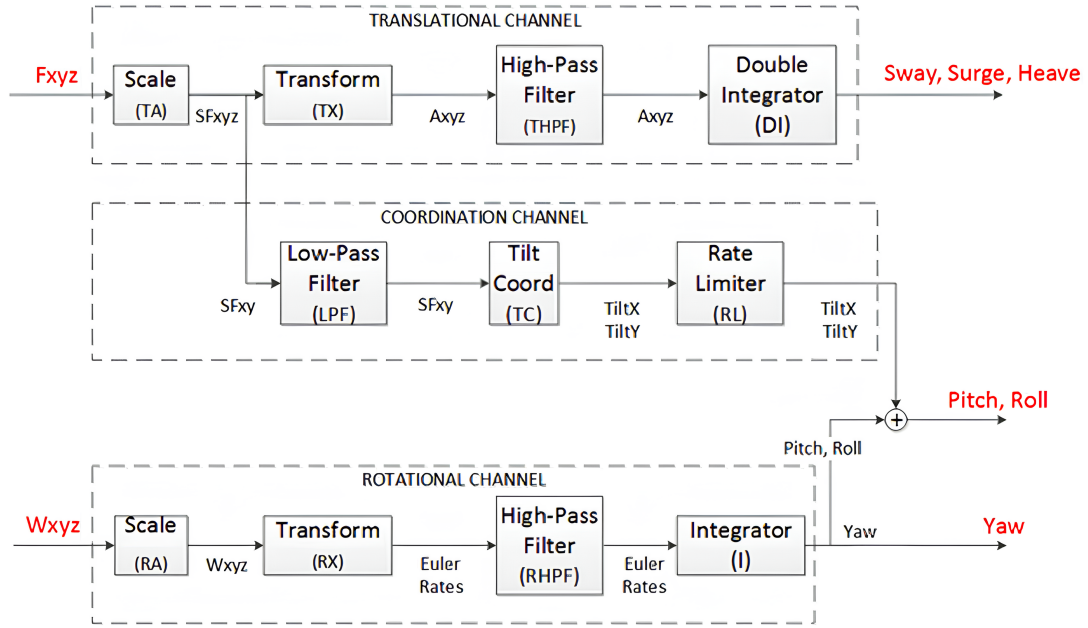 TRANSLATIONAL CHANNEL
Fxyz
Scale
(TA)
SFxyz
Transform
(TX)
Axyz
High-Pass
Filter
(THPF)
Axyz
Double
Integrator
(DI)
Sway, Surge, Heave
COORDINATION CHANNEL
SFxy
Low-Pass
Filter
(LPF)
SFxy
Tilt
Coord
(TC)
TiltX
TiltY
Rate
Limiter
(RL)
TiltX
TiltY
+
Pitch, Roll
Pitch, Roll
ROTATIONAL CHANNEL
Wxyz
Scale
(RA)
Wxyz
Transform
(RX)
Euler
Rates
High-Pass
Filter
(RHPF)
Euler
Rates
Integrator
(I)
Yaw
Yaw